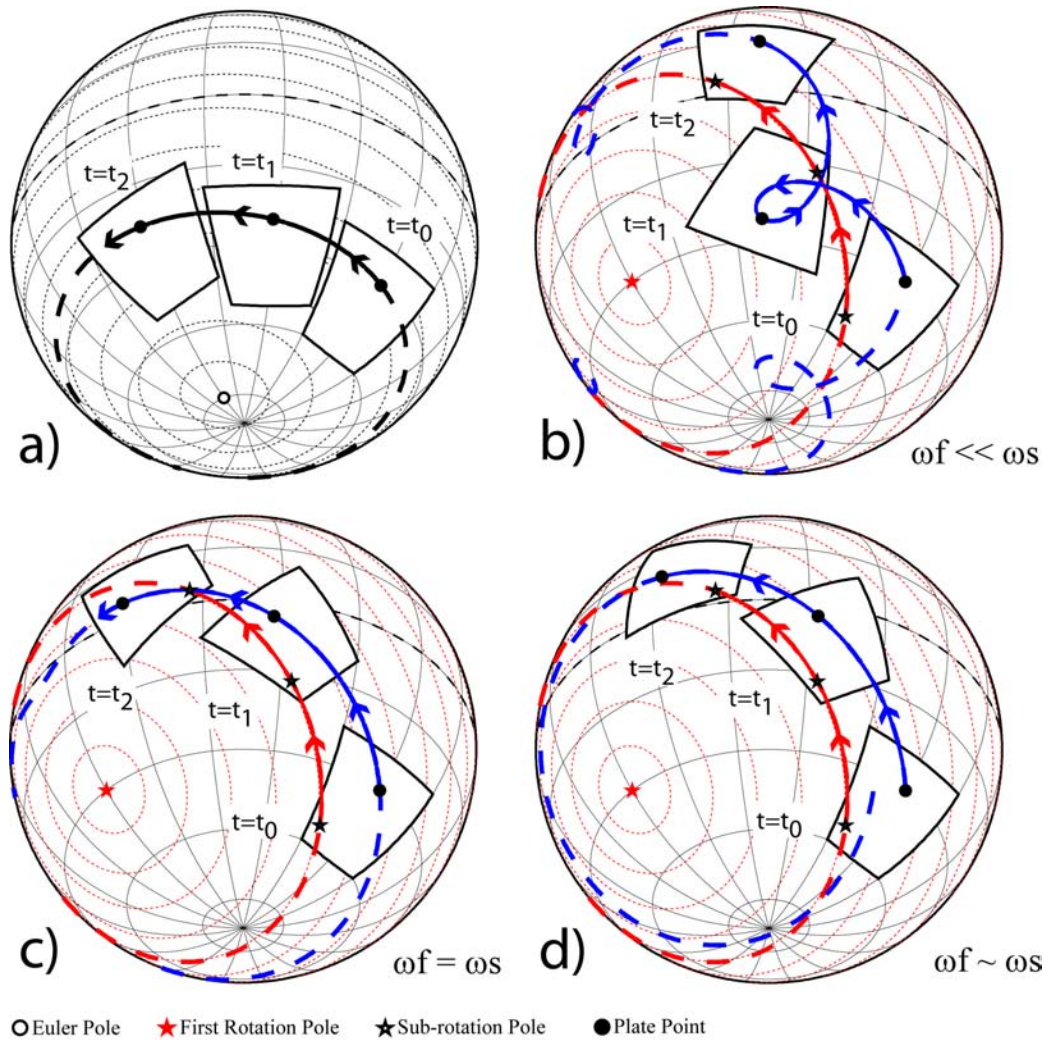 t=t2
t=t1
t=t0
a)
t=t2
t=t1
t=t0
b)
ωf << ωs
t=t2
t=t1
t=t0
c)
ωf = ωs
t=t2
t=t1
t=t0
d)
ωf ~ ωs
Euler Pole First Rotation Pole Sub-rotation Pole Plate Point